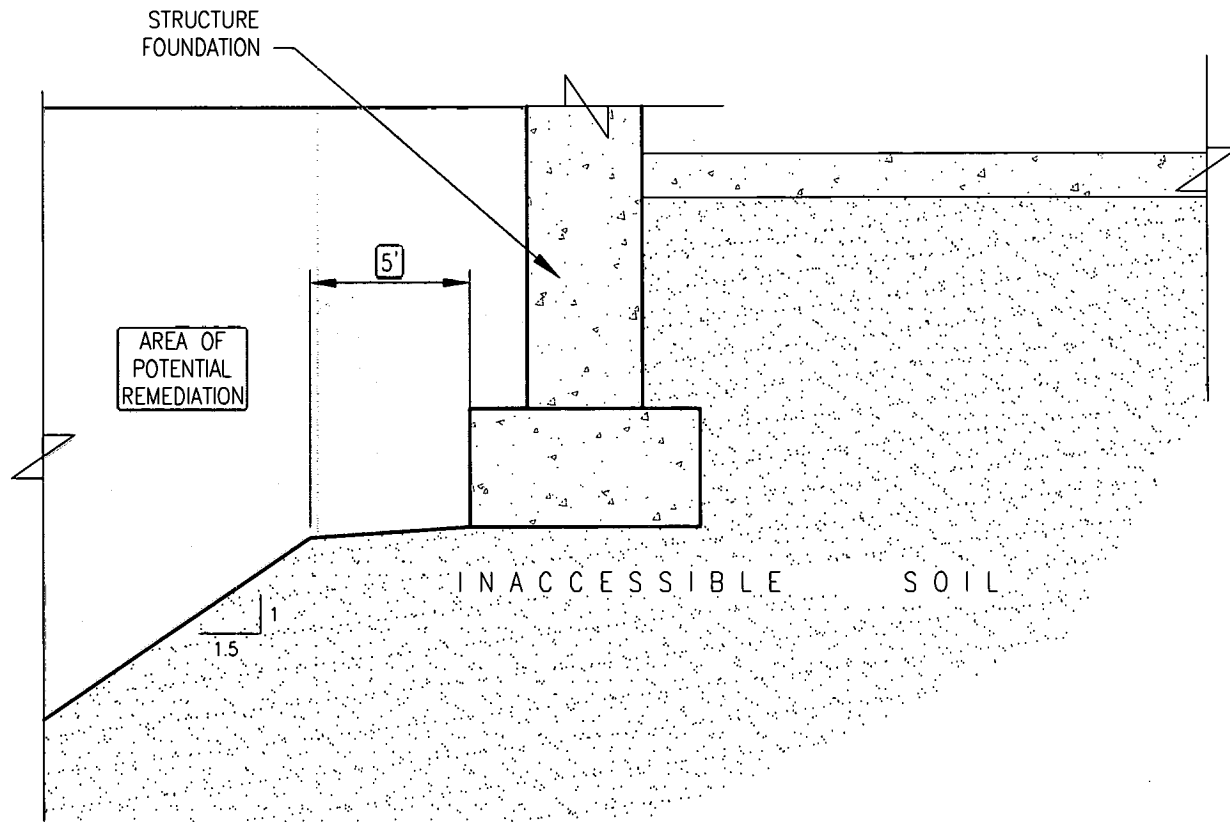 STRUCTURE
FOUNDATION
5'
AREA OF
POTENTIAL
REMEDIATION
INACCESSIBLE SOIL
1
1.5